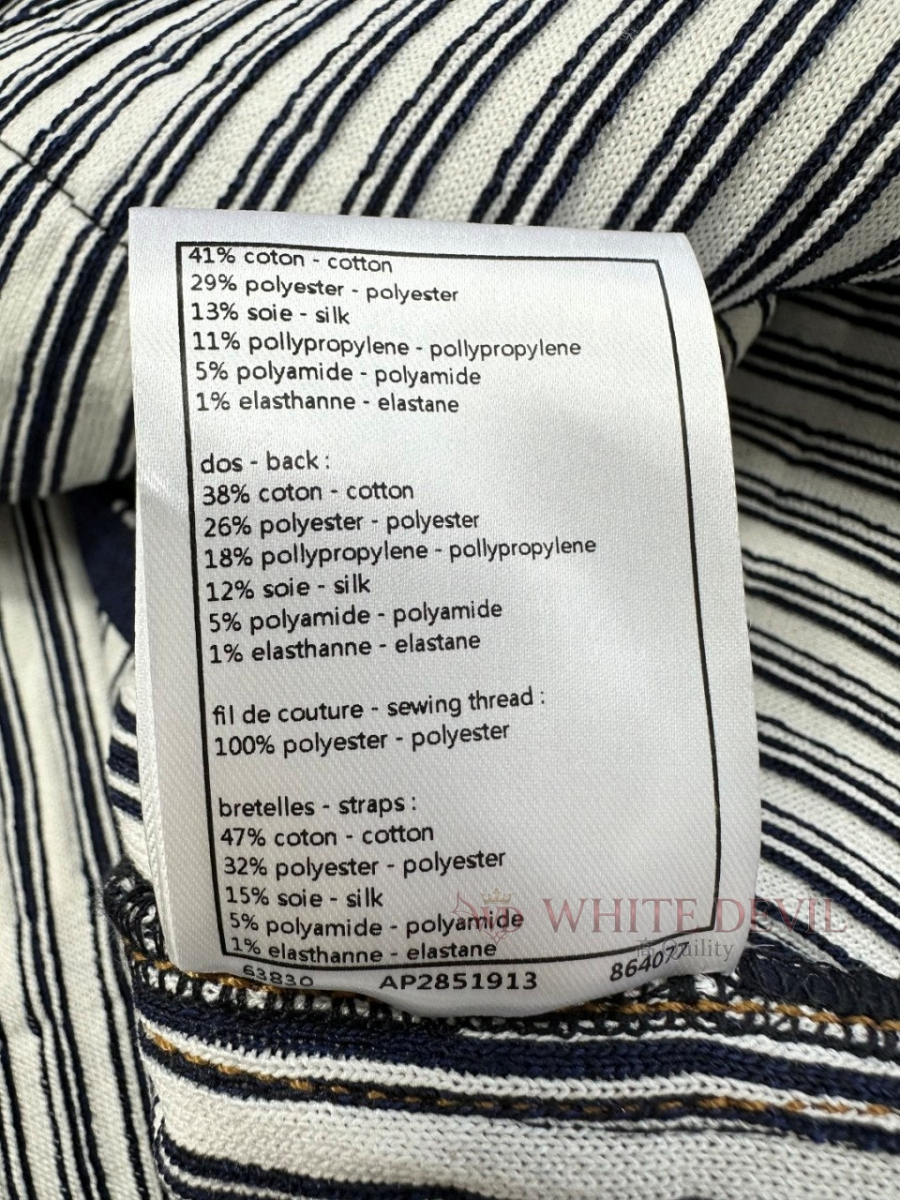 41% coton - cotton
29% polyester - polyester
13% soie - silk
11% pollypropylene - pollypropylene
5% polyamide - polyamide
1% elasthanne - elastane
dos - back :
38% coton - cotton
26% polyester - polyester
18% pollypropylene - pollypropylene
12% soie - silk
5% polyamide - polyamide
1% elasthanne - elastane
fil de couture - sewing thread :
100% polyester - polyester
bretelles - straps :
47% coton - cotton
32% polyester - polyester
15% soie - silk
5% polyamide - polyamide
1% elasthanne - elastane
63830 AP2851913 864077
WHITE DEVIL